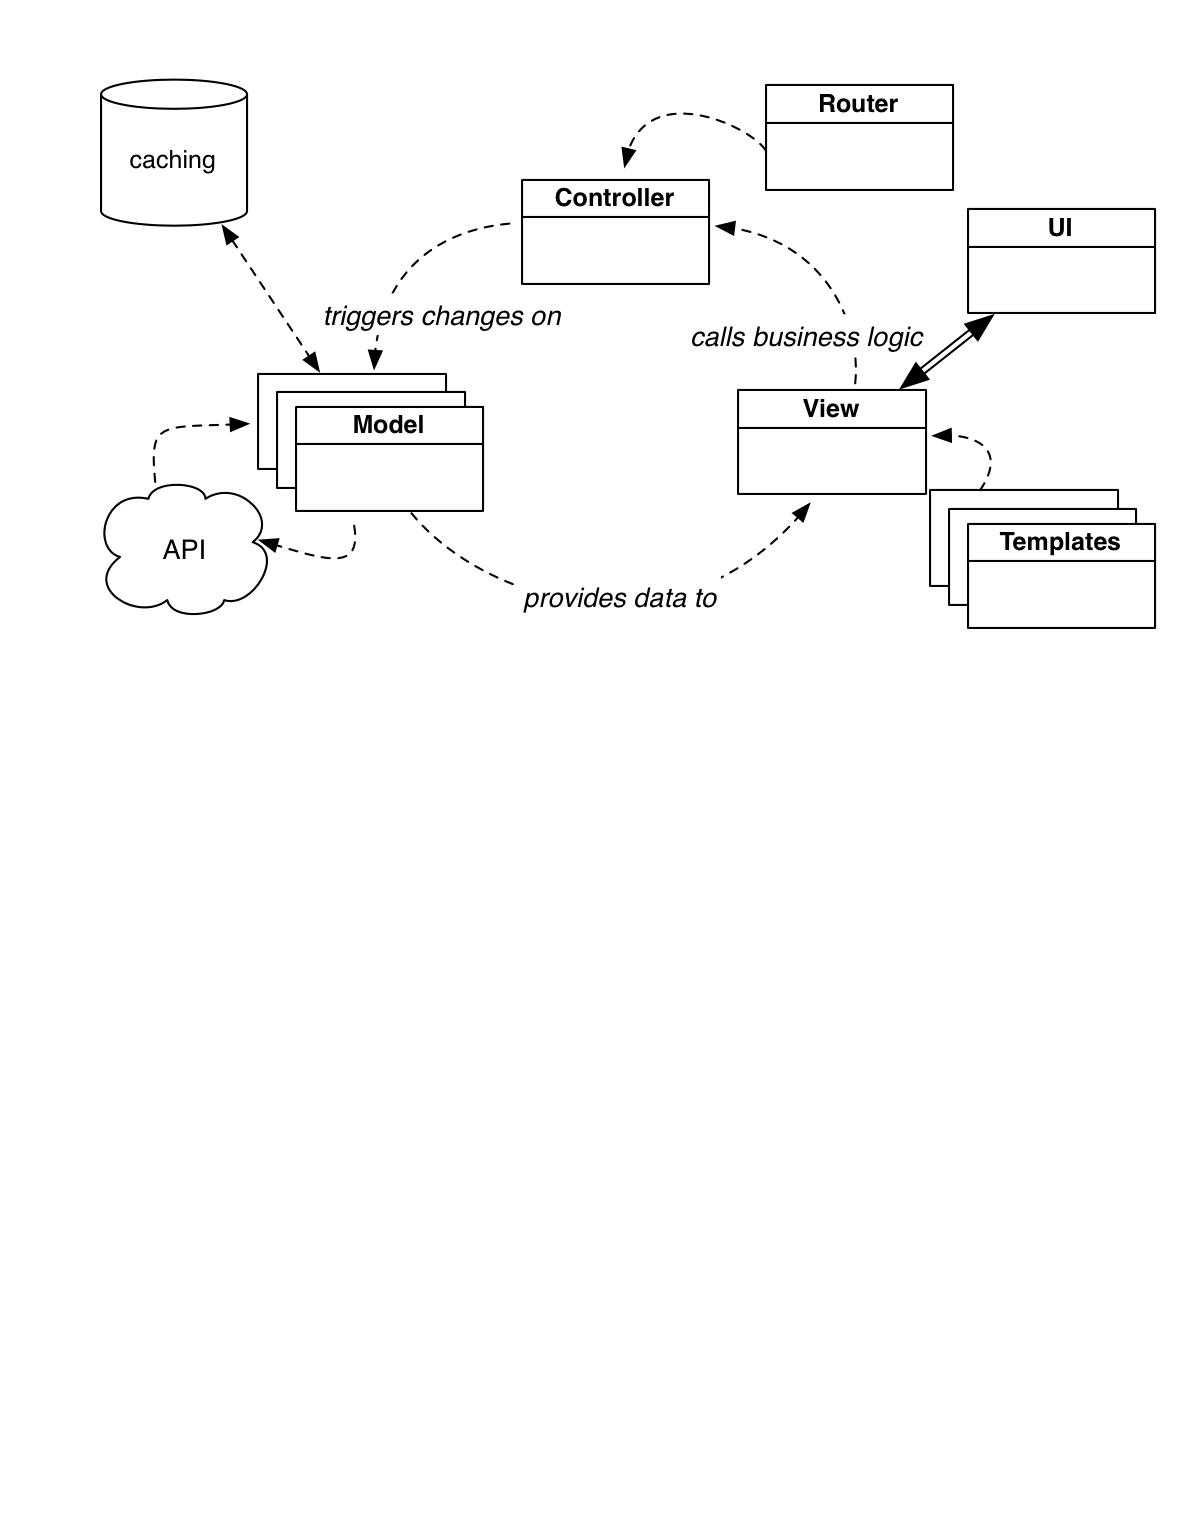 Router
caching
Controller
UI
triggers changes on
calls business logic
View
Model
Templates
API
provides data to